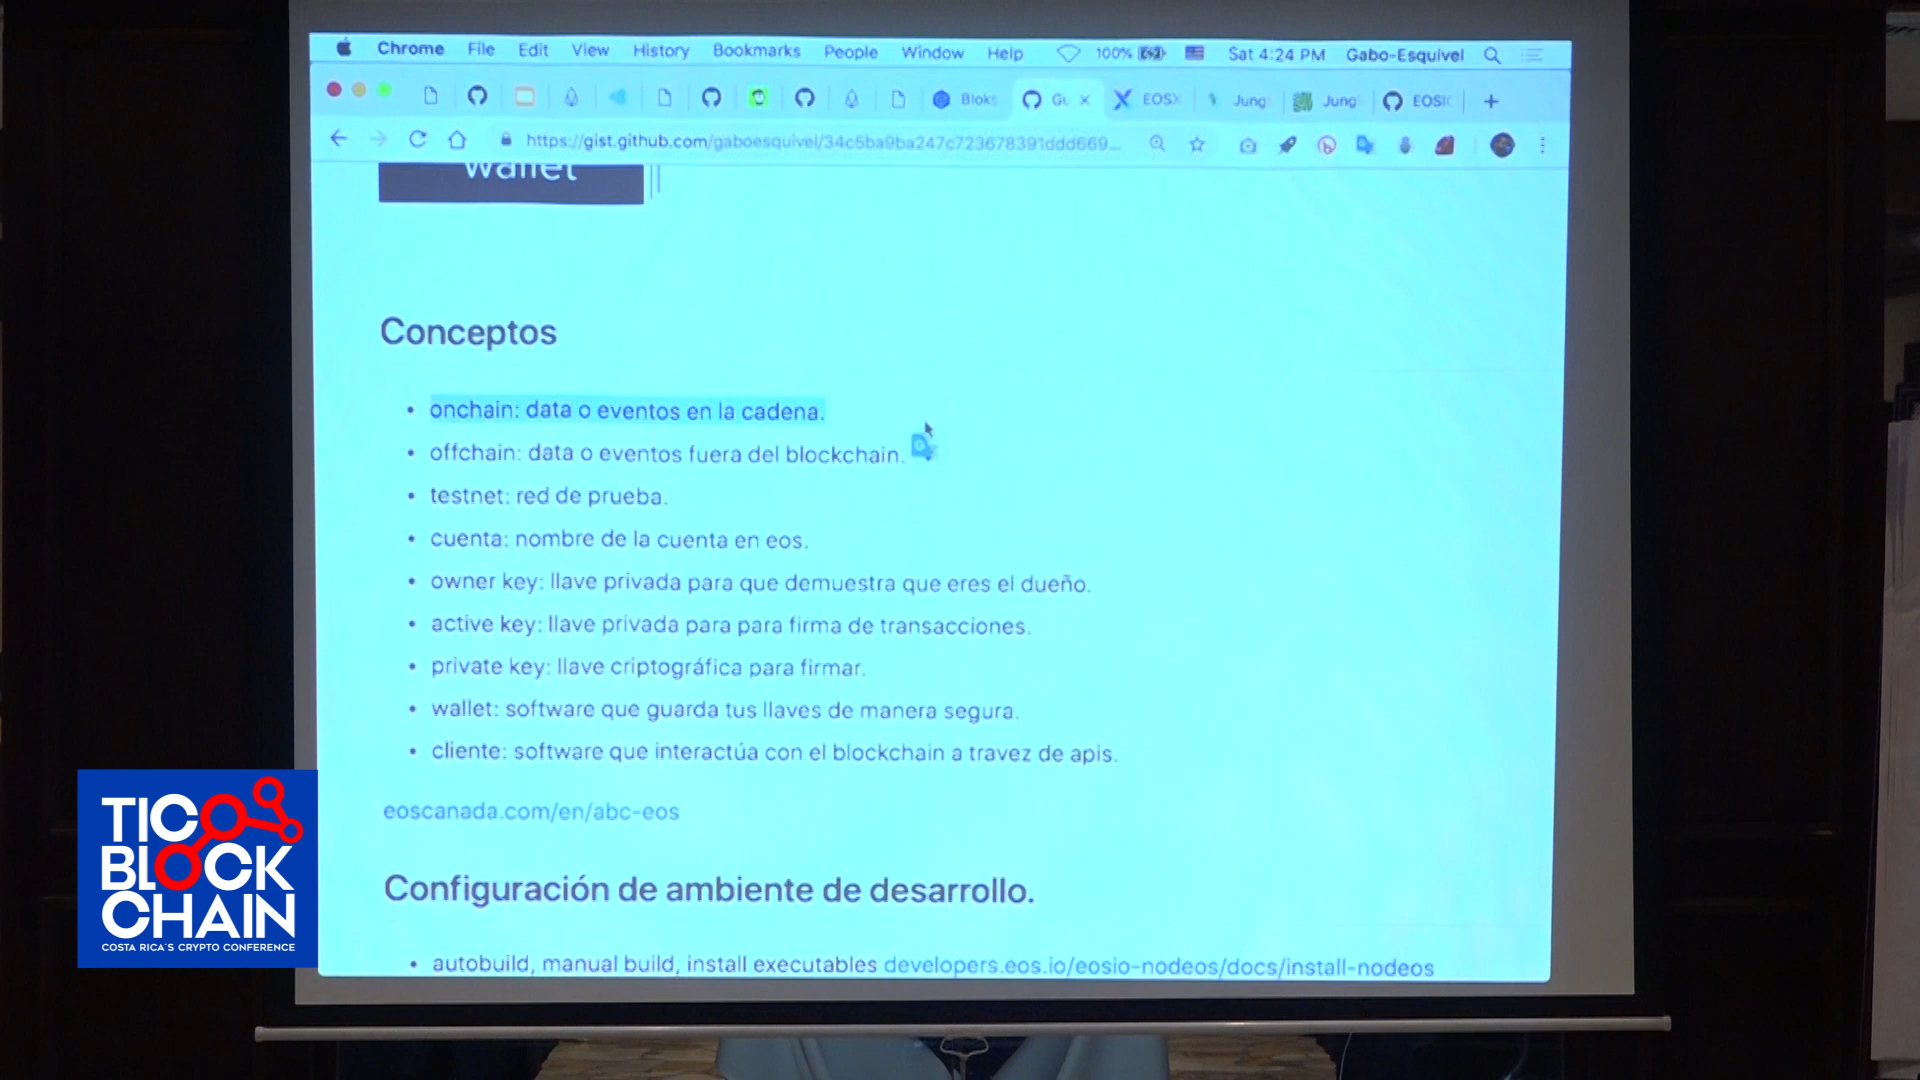 Chrome File Edit View History Bookmarks People Window Help 100% Sat 4:24 PM Gabo-Esquivel
Bloks EOSX Jung Jung EOSIC
https://gist.github.com/gaboesquivel/34c5ba9ba247c723678391ddd669...
wallet
Conceptos
• onchain: data o eventos en la cadena.
• offchain: data o eventos fuera del blockchain.
• testnet: red de prueba.
• cuenta: nombre de la cuenta en eos.
• owner key: llave privada para que demuestra que eres el dueño.
• active key: llave privada para para firma de transacciones.
• private key: llave criptográfica para firmar.
• wallet: software que guarda tus llaves de manera segura.
• cliente: software que interactúa con el blockchain a travez de apis.
eoscanada.com/en/abc-eos
Configuración de ambiente de desarrollo.
• autobuild, manual build, install executables developers.eos.io/eosio-nodeos/docs/install-nodeos
TICO
BLOCK
CHAIN
COSTA RICA'S CRYPTO CONFERENCE